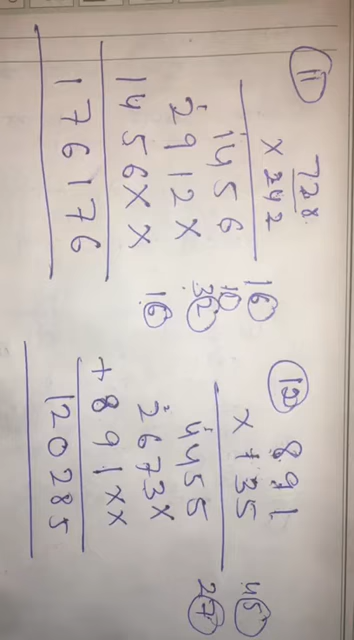 (11) 728
x 242
1456
2912x
1456xx
176176
16
10
32
16
(12) 891
x 135
4455
2673x
+891xx
120285
45
27